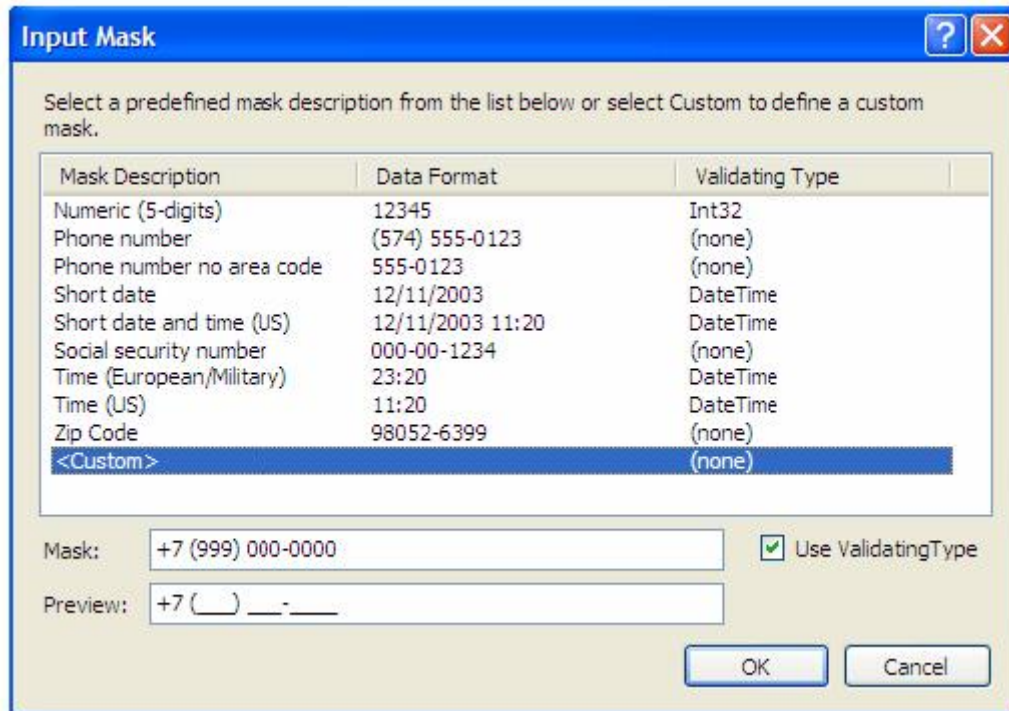 Input Mask
Select a predefined mask description from the list below or select Custom to define a custom
mask.
Mask Description Data Format Validating Type
Numeric (5-digits) 12345 Int32
Phone number (574) 555-0123 (none)
Phone number no area code 555-0123 (none)
Short date 12/11/2003 DateTime
Short date and time (US) 12/11/2003 11:20 DateTime
Social security number 000-00-1234 (none)
Time (European/Military) 23:20 DateTime
Time (US) 11:20 DateTime
Zip Code 98052-6399 (none)
<Custom> (none)
Mask: +7 (999) 000-0000 Use ValidatingType
Preview: +7 (___) ___-____
OK Cancel